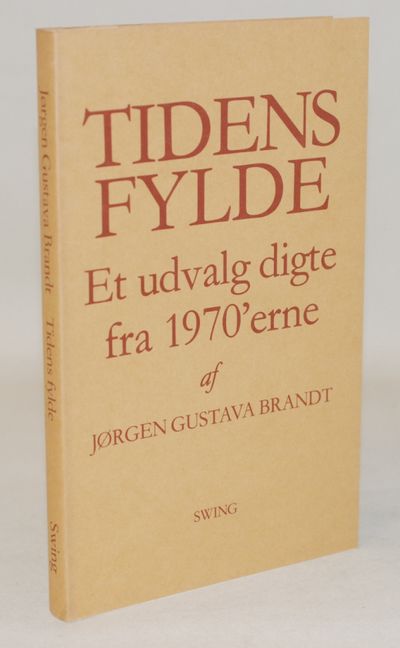 TIDENS
FYLDE
Et udvalg digte
fra 1970'erne
af
JØRGEN GUSTAVA BRANDT
SWING
Jørgen Gustava Brandt Tidens fylde Swing